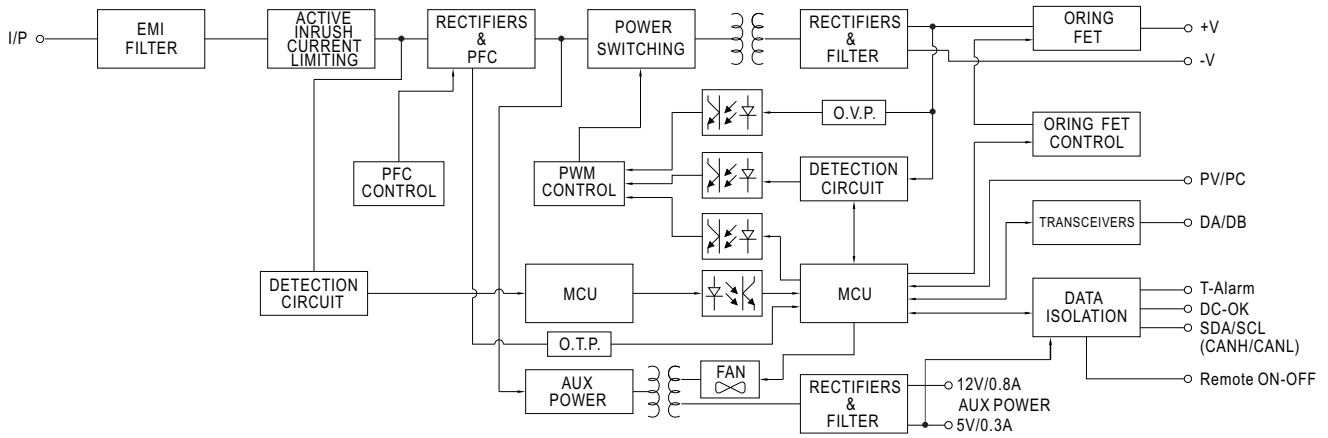 I/P
EMI
FILTER
ACTIVE
INRUSH
CURRENT
LIMITING
RECTIFIERS
&
PFC
POWER
SWITCHING
RECTIFIERS
&
FILTER
ORING
FET
+V
-V
O.V.P.
ORING FET
CONTROL
PFC
CONTROL
PWM
CONTROL
DETECTION
CIRCUIT
PV/PC
TRANSCEIVERS
DA/DB
DETECTION
CIRCUIT
MCU
MCU
DATA
ISOLATION
T-Alarm
DC-OK
SDA/SCL
(CANH/CANL)
O.T.P.
Remote ON-OFF
AUX
POWER
FAN
RECTIFIERS
&
FILTER
12V/0.8A
AUX POWER
5V/0.3A